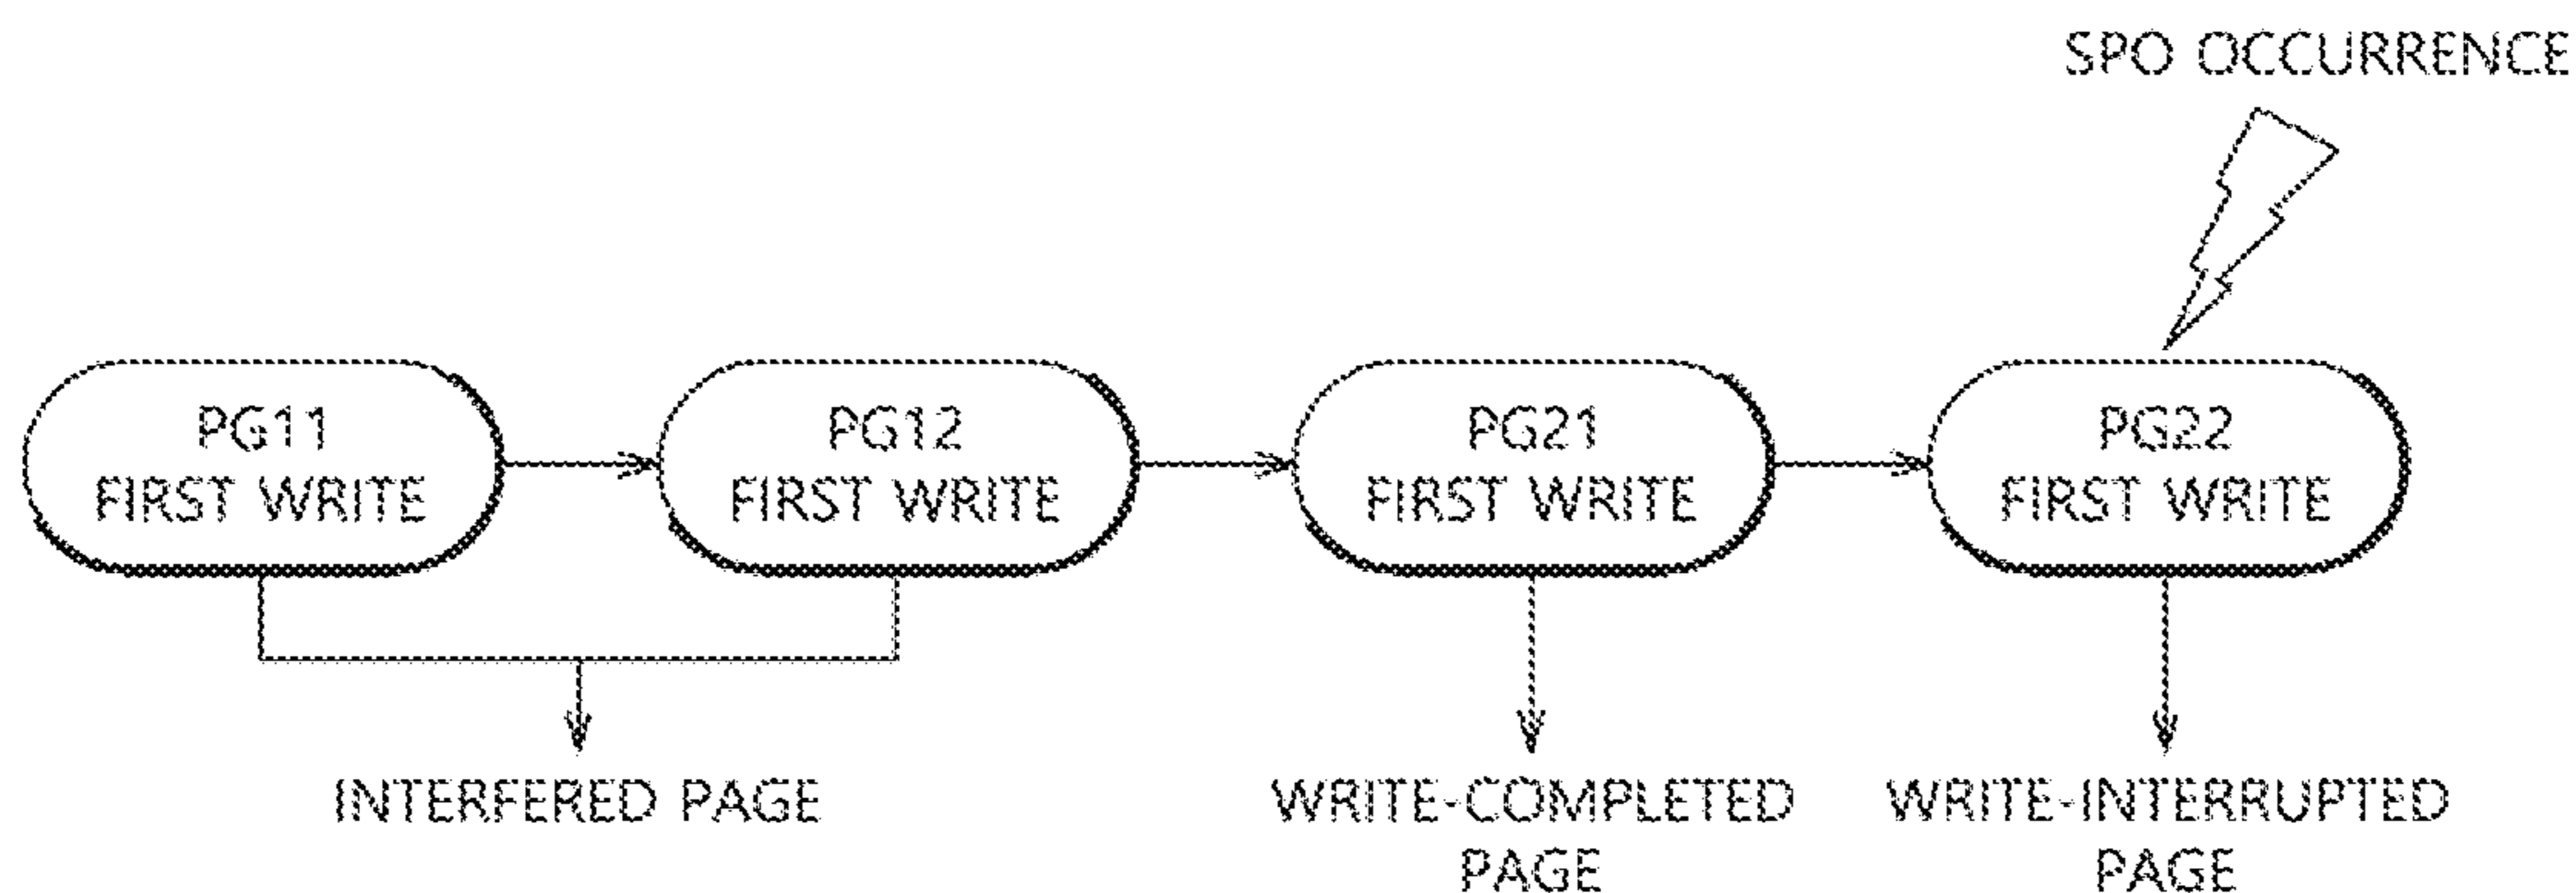 SPO OCCURRENCE
PG11
FIRST WRITE
PG12
FIRST WRITE
PG21
FIRST WRITE
PG22
FIRST WRITE
INTERFERED PAGE
WRITE-COMPLETED
PAGE
WRITE-INTERRUPTED
PAGE